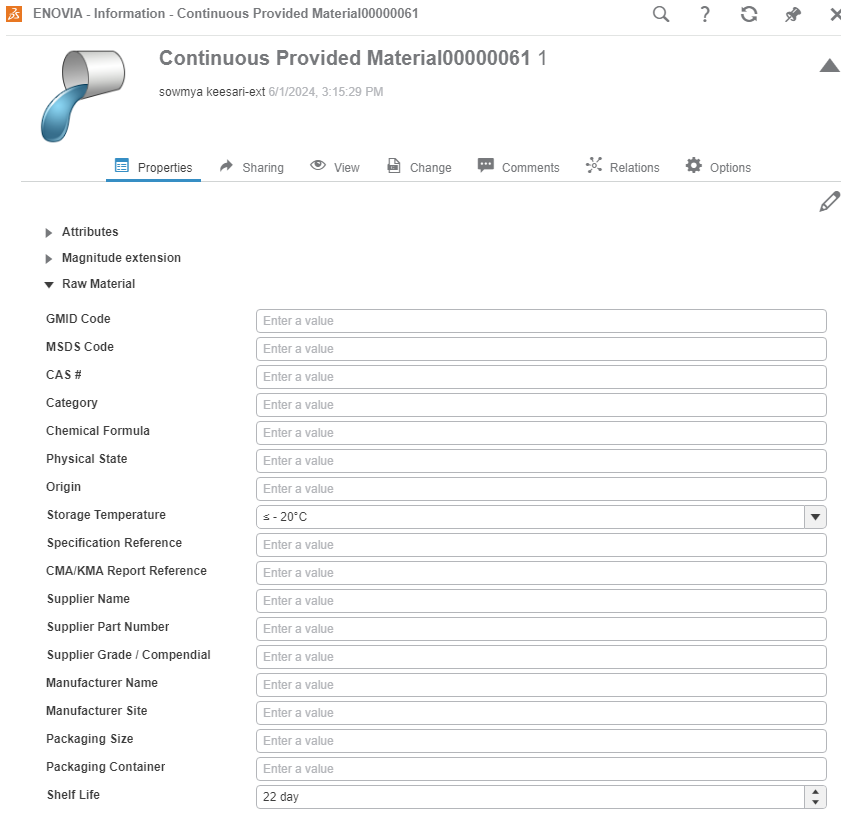 ENOVIA - Information - Continuous Provided Material00000061
Continuous Provided Material00000061 1
sowmya keesari-ext 6/1/2024, 3:15:29 PM
Properties Sharing View Change Comments Relations Options
Attributes
Magnitude extension
Raw Material
GMID Code Enter a value
MSDS Code Enter a value
CAS # Enter a value
Category Enter a value
Chemical Formula Enter a value
Physical State Enter a value
Origin Enter a value
Storage Temperature ≤ - 20°C
Specification Reference Enter a value
CMA/KMA Report Reference Enter a value
Supplier Name Enter a value
Supplier Part Number Enter a value
Supplier Grade / Compendial Enter a value
Manufacturer Name Enter a value
Manufacturer Site Enter a value
Packaging Size Enter a value
Packaging Container Enter a value
Shelf Life 22 day